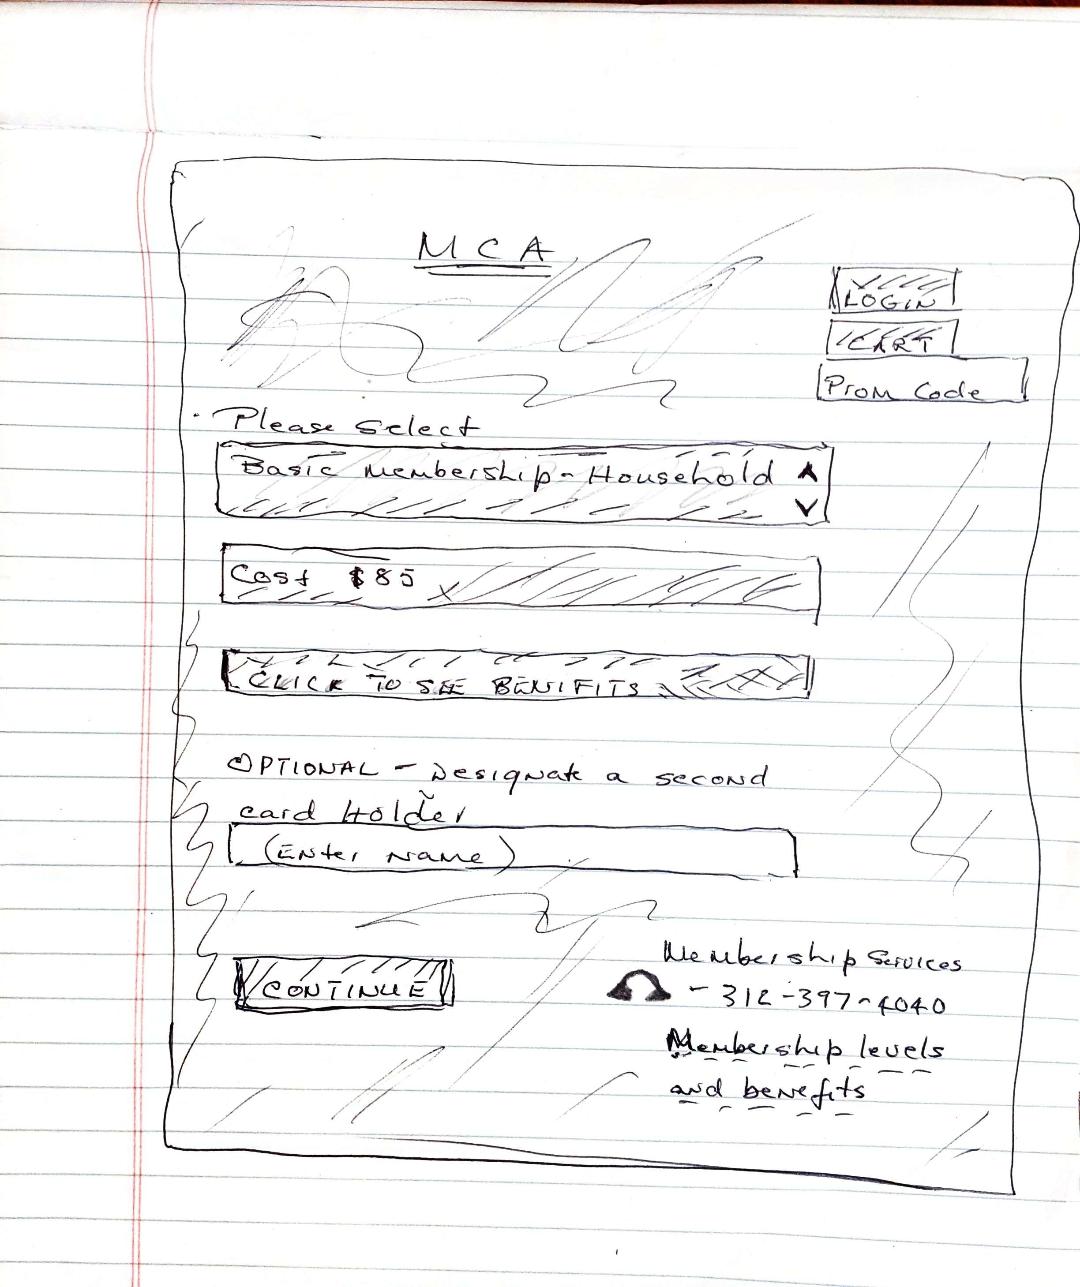 MCA
LOGIN
CART
Prom Code
Please Select
Basic Membership - Household
Cost $85
CLICK TO SEE BENIFITS
OPTIONAL - Designate a second
card Holder
(Enter name)
Membership Services
CONTINUE
- 312-397-4040
Membership levels
and benefits